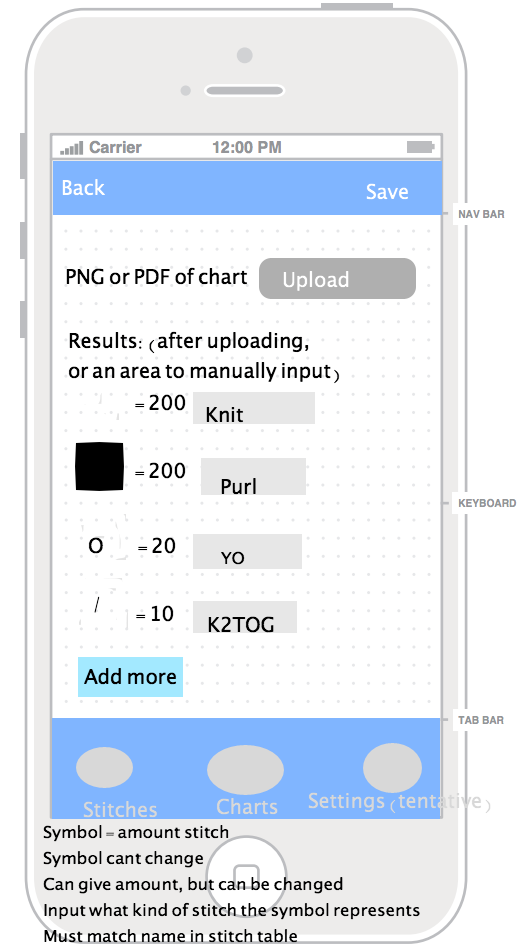 Carrier 12:00 PM
Back Save
NAV BAR
PNG or PDF of chart Upload
Results: (after uploading,
or an area to manually input)
=200 Knit
=200 Purl
KEYBOARD
O =20 YO
/ =10 K2TOG
Add more
TAB BAR
Stitches Charts Settings (tentative)
Symbol = amount stitch
Symbol cant change
Can give amount, but can be changed
Input what kind of stitch the symbol represents
Must match name in stitch table